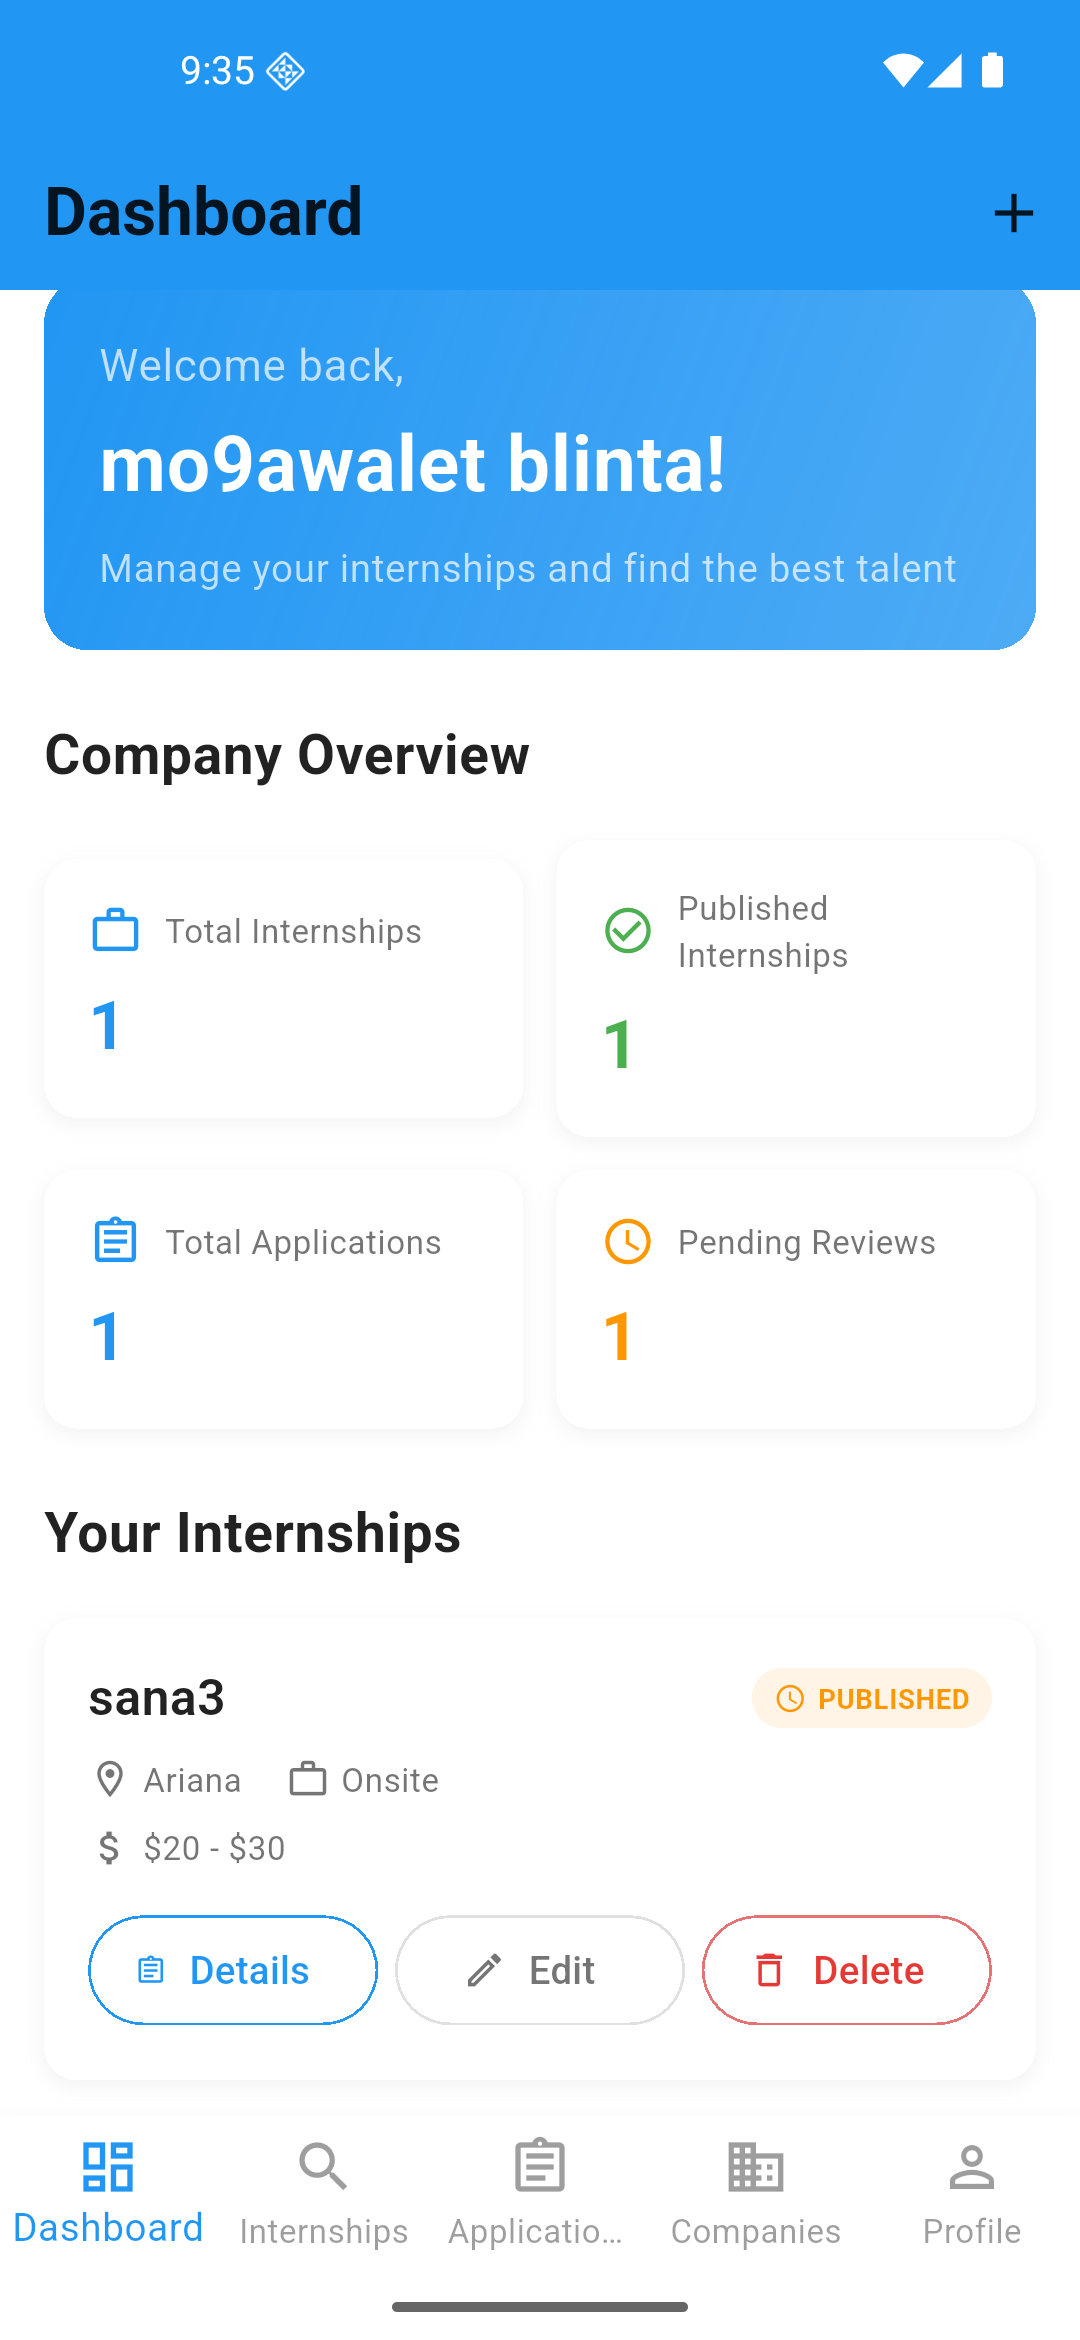 9:35
Dashboard
Welcome back,
mo9awalet blinta!
Manage your internships and find the best talent
Company Overview
Total Internships
1
Published
Internships
1
Total Applications
1
Pending Reviews
1
Your Internships
sana3
PUBLISHED
Ariana
Onsite
$20 - $30
Details
Edit
Delete
Dashboard
Internships
Applicatio...
Companies
Profile